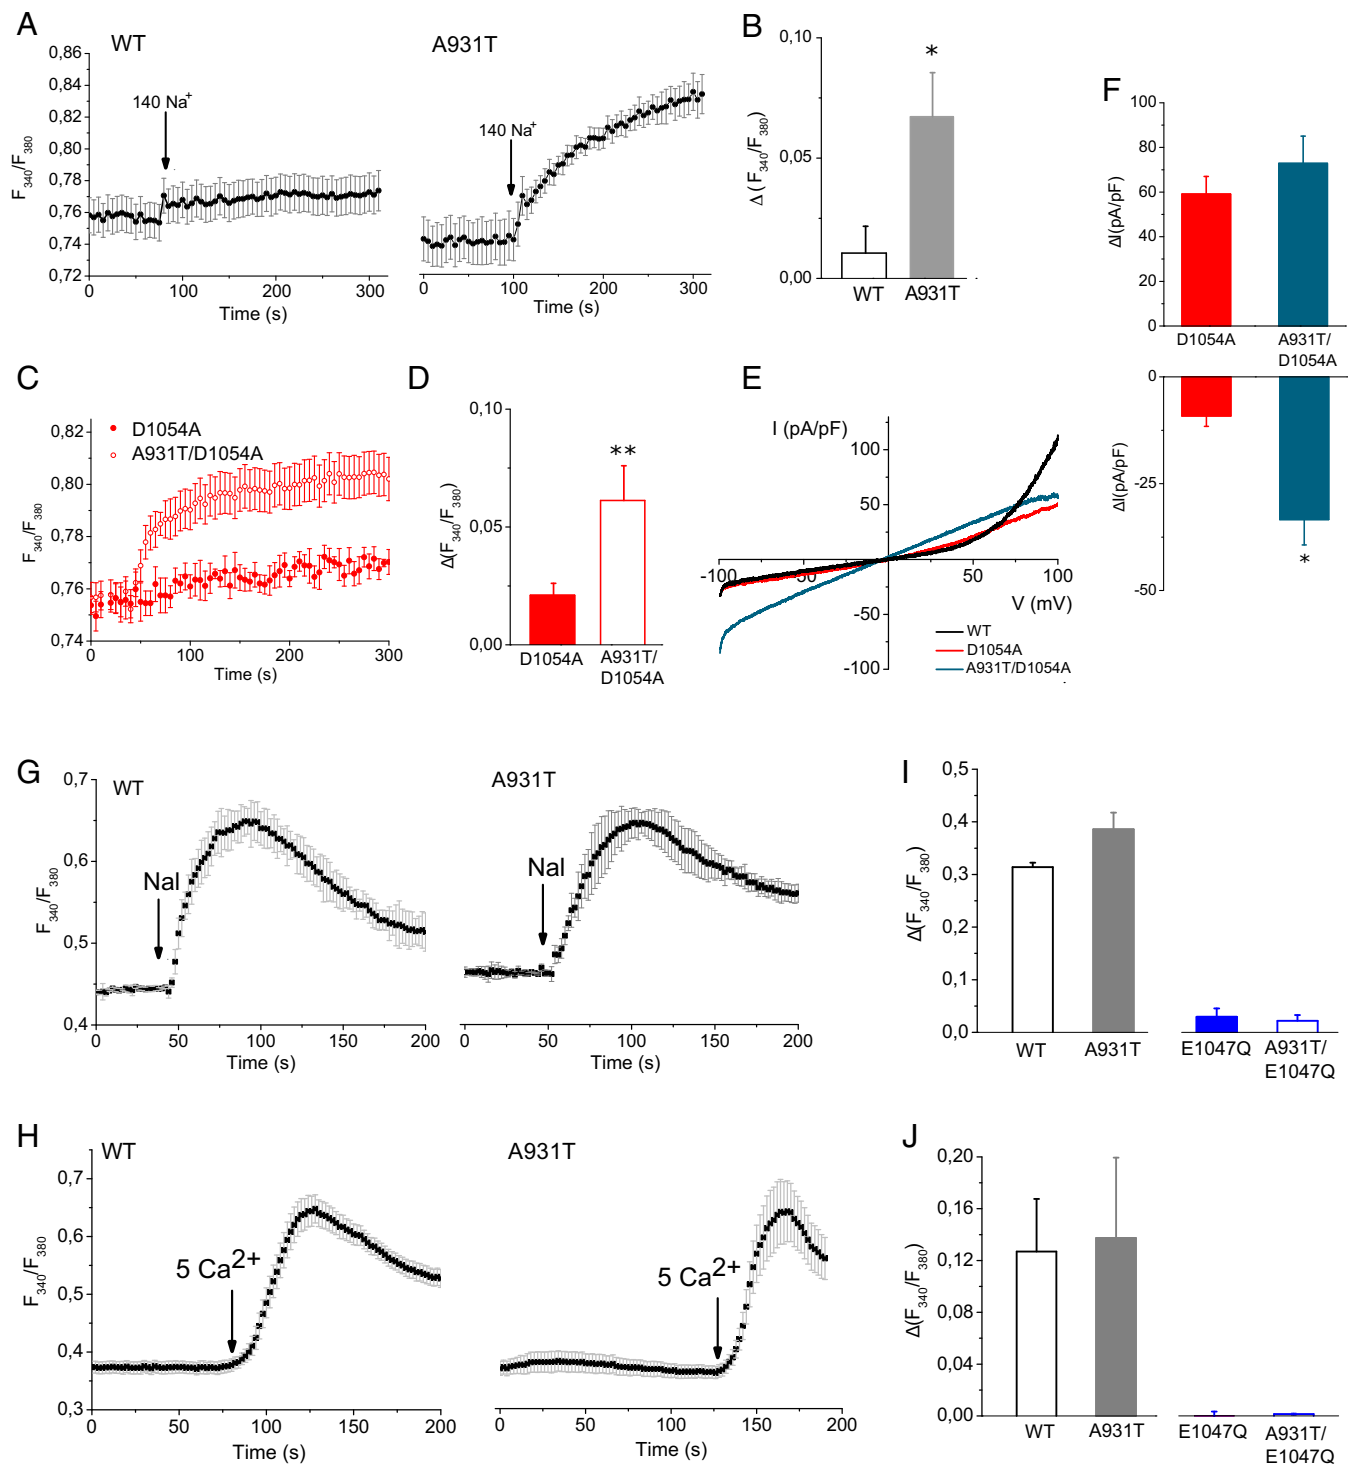 A
WT
A931T
0,86
0,84
0,82
0,80
0,78
0,76
0,74
0,72
F340/F380
140 Na+
140 Na+
0 100 200 300
Time (s)
0 100 200 300
Time (s)
B
0,10
0,05
0,00
Δ (F340/F380)
*
WT
A931T
F
100
80
60
40
20
0
ΔI(pA/pF)
D1054A
A931T/
D1054A
0
-25
-50
ΔI(pA/pF)
*
C
D1054A
A931T/D1054A
0,82
0,80
0,78
0,76
0,74
F340/F380
0 100 200 300
Time (s)
D
0,10
0,05
0,00
Δ(F340/F380)
**
D1054A
A931T/
D1054A
E
I (pA/pF)
100
50
-50
-100
-100 -50 50 100
V (mV)
WT
D1054A
A931T/D1054A
G
WT
A931T
0,7
0,6
0,5
0,4
F340/F380
NaI
NaI
0 50 100 150 200
Time (s)
0 50 100 150 200
Time (s)
I
0,5
0,4
0,3
0,2
0,1
0,0
Δ(F340/F380)
WT
A931T
E1047Q
A931T/
E1047Q
H
WT
A931T
0,7
0,6
0,5
0,4
0,3
F340/F380
5 Ca2+
5 Ca2+
0 50 100 150 200
Time (s)
0 50 100 150 200
Time (s)
J
0,20
0,16
0,12
0,08
0,04
0,00
Δ(F340/F380)
WT
A931T
E1047Q
A931T/
E1047Q